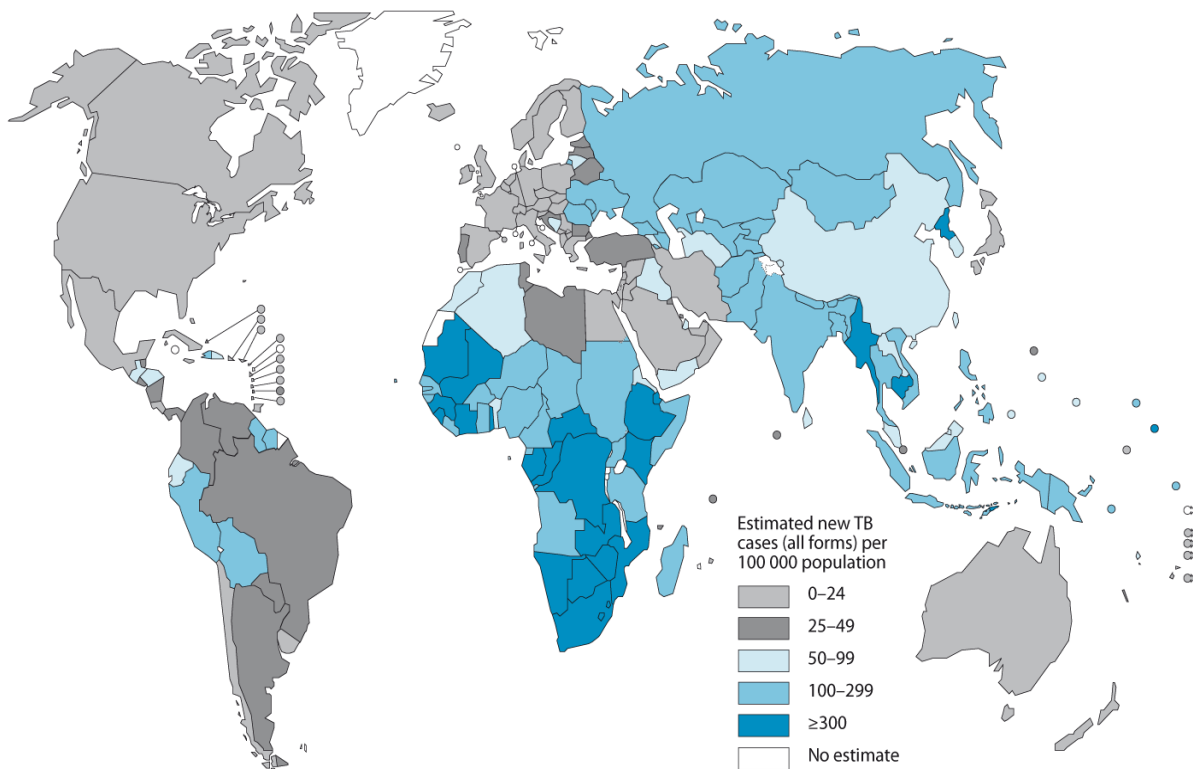 Estimated new TB
cases (all forms) per
100 000 population
0–24
25–49
50–99
100–299
≥300
No estimate